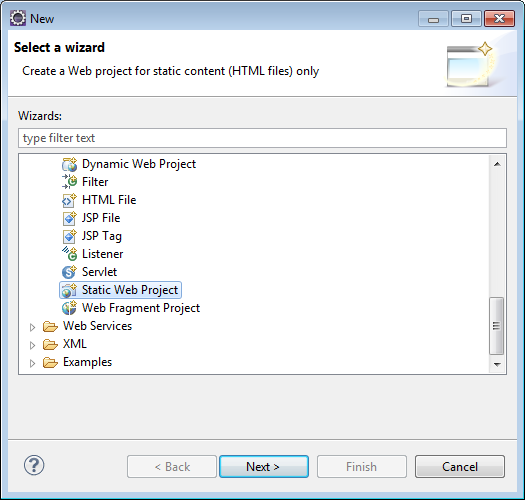 New
Select a wizard
Create a Web project for static content (HTML files) only
Wizards:
type filter text
Dynamic Web Project
Filter
HTML File
JSP File
JSP Tag
Listener
Servlet
Static Web Project
Web Fragment Project
Web Services
XML
Examples
?
< Back Next > Finish Cancel